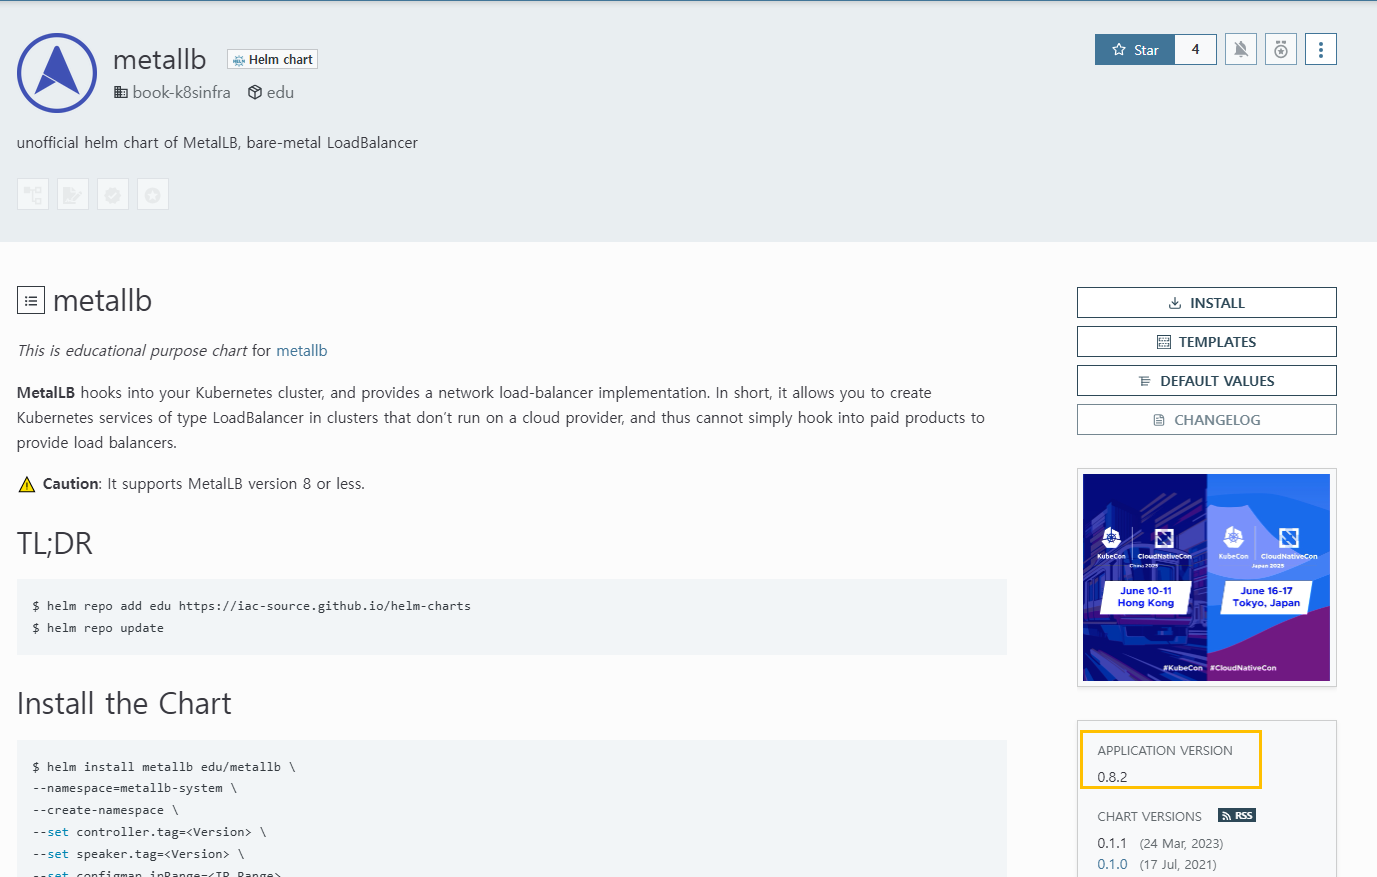 metallb
Helm chart
Star
4
book-k8sinfra
edu
unofficial helm chart of MetalLB, bare-metal LoadBalancer
metallb
This is educational purpose chart for metallb
MetalLB hooks into your Kubernetes cluster, and provides a network load-balancer implementation. In short, it allows you to create
Kubernetes services of type LoadBalancer in clusters that don't run on a cloud provider, and thus cannot simply hook into paid products to
provide load balancers.
Caution: It supports MetalLB version 8 or less.
TL;DR
$ helm repo add edu https://iac-source.github.io/helm-charts
$ helm repo update
Install the Chart
$ helm install metallb edu/metallb \
--namespace=metallb-system \
--create-namespace \
--set controller.tag=<Version> \
--set speaker.tag=<Version> \
--set configmap.ipRange=<IP Range>
INSTALL
TEMPLATES
DEFAULT VALUES
CHANGELOG
KubeCon
CloudNativeCon
China 2025
June 10-11
Hong Kong
KubeCon
CloudNativeCon
Japan 2025
June 16-17
Tokyo, Japan
#KubeCon #CloudNativeCon
APPLICATION VERSION
0.8.2
CHART VERSIONS
RSS
0.1.1 (24 Mar, 2023)
0.1.0 (17 Jul, 2021)